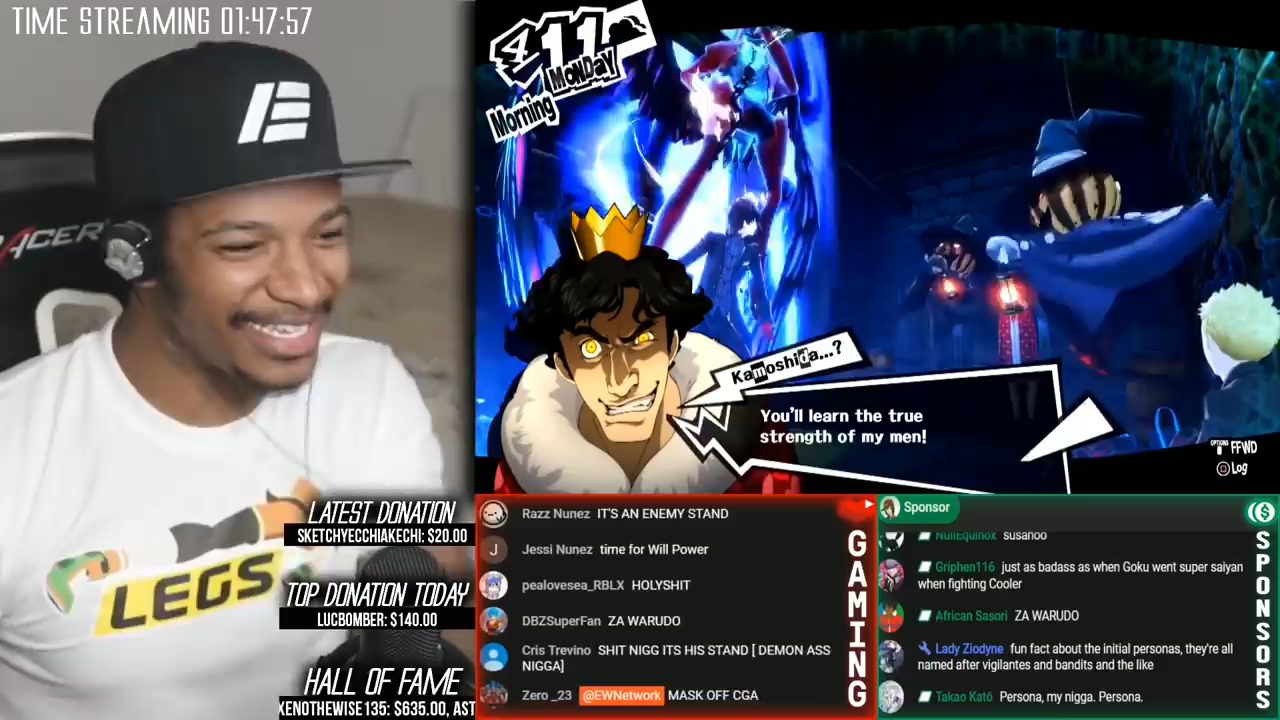 TIME STREAMING 01:47:57
E
ACER
LEGS
LATEST DONATION
SKETCHYECCHIAKECHI: $20.00
TOP DONATION TODAY
LUCBOMBER: $140.00
HALL OF FAME
XENOTHEWISE135: $635.00, AST
4/11
MONDAY
Morning
Kamoshida...?
You'll learn the true
strength of my men!
OPTIONS FFWD
Log
Razz Nunez IT'S AN ENEMY STAND
J Jessi Nunez time for Will Power
pealovesea_RBLX HOLYSHIT
DBZSuperFan ZA WARUDO
Cris Trevino SHIT NIGG ITS HIS STAND [ DEMON ASS
NIGGA]
Zero _23 @EWNetwork MASK OFF CGA
GAMING
Sponsor
NullEquinox susanoo
Griphen116 just as badass as when Goku went super saiyan
when fighting Cooler
African Sasori ZA WARUDO
Lady Ziodyne fun fact about the initial personas, they're all
named after vigilantes and bandits and the like
Takao Katō Persona, my nigga. Persona.
SPONSORS